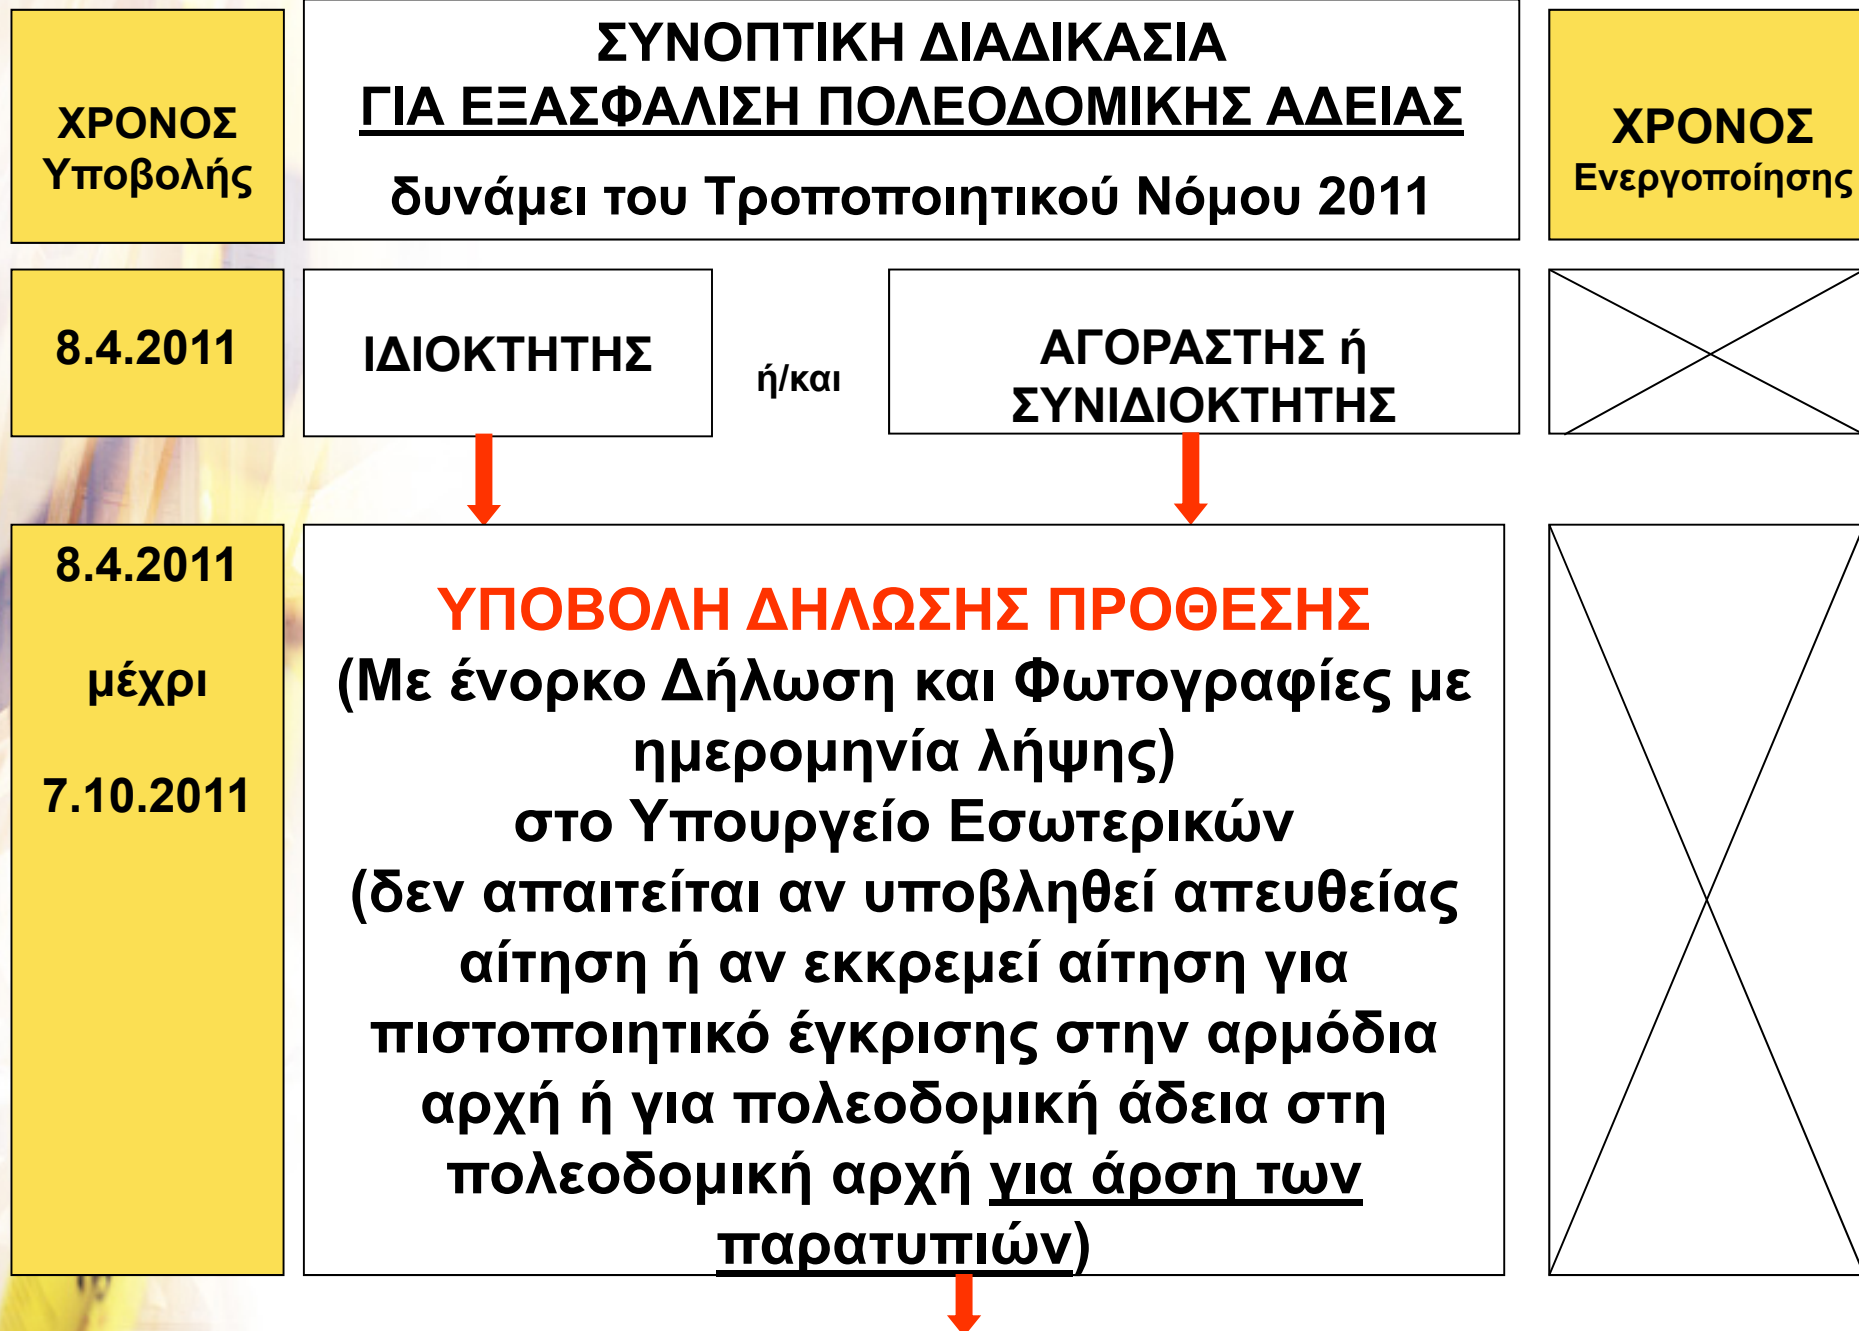 ΧΡΟΝΟΣ
Υποβολής
ΣΥΝΟΠΤΙΚΗ ΔΙΑΔΙΚΑΣΙΑ
ΓΙΑ ΕΞΑΣΦΑΛΙΣΗ ΠΟΛΕΟΔΟΜΙΚΗΣ ΑΔΕΙΑΣ
δυνάμει του Τροποποιητικού Νόμου 2011
ΧΡΟΝΟΣ
Ενεργοποίησης
8.4.2011
ΙΔΙΟΚΤΗΤΗΣ
ή/και
ΑΓΟΡΑΣΤΗΣ ή
ΣΥΝΙΔΙΟΚΤΗΤΗΣ
8.4.2011
μέχρι
7.10.2011
ΥΠΟΒΟΛΗ ΔΗΛΩΣΗΣ ΠΡΟΘΕΣΗΣ
(Με ένορκο Δήλωση και Φωτογραφίες με
ημερομηνία λήψης)
στο Υπουργείο Εσωτερικών
(δεν απαιτείται αν υποβληθεί απευθείας
αίτηση ή αν εκκρεμεί αίτηση για
πιστοποιητικό έγκρισης στην αρμόδια
αρχή ή για πολεοδομική άδεια στη
πολεοδομική αρχή για άρση των
παρατυπιών)